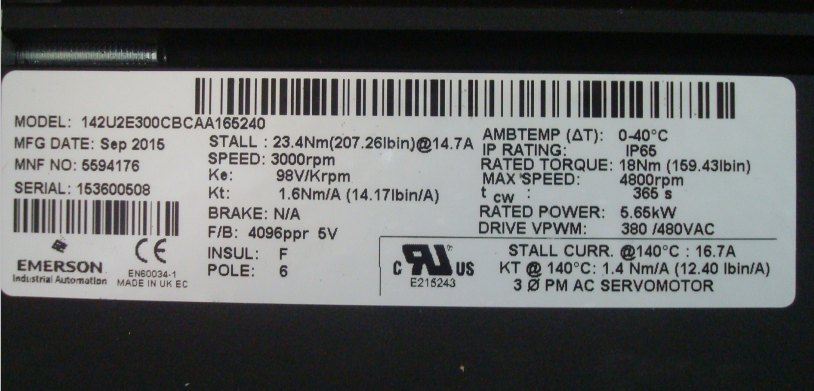 MODEL: 142U2E300CBCAA165240
MFG DATE: Sep 2015
MNF NO: 5594176
SERIAL: 153600508
EMERSON
Industrial Automation
CE
EN60034-1
MADE IN UK EC
STALL : 23.4Nm(207.26lbin)@14.7A
SPEED: 3000rpm
Ke: 98V/Krpm
Kt: 1.6Nm/A (14.17lbin/A)
BRAKE: N/A
F/B: 4096ppr 5V
INSUL: F
POLE: 6
AMBTEMP (ΔT): 0-40°C
IP RATING: IP65
RATED TORQUE: 18Nm (159.43lbin)
MAX SPEED: 4800rpm
t cw : 365 s
RATED POWER: 5.65kW
DRIVE VPWM: 380 /480VAC
C RU US
E215243
STALL CURR. @140°C : 16.7A
KT @ 140°C: 1.4 Nm/A (12.40 lbin/A)
3 Ø PM AC SERVOMOTOR